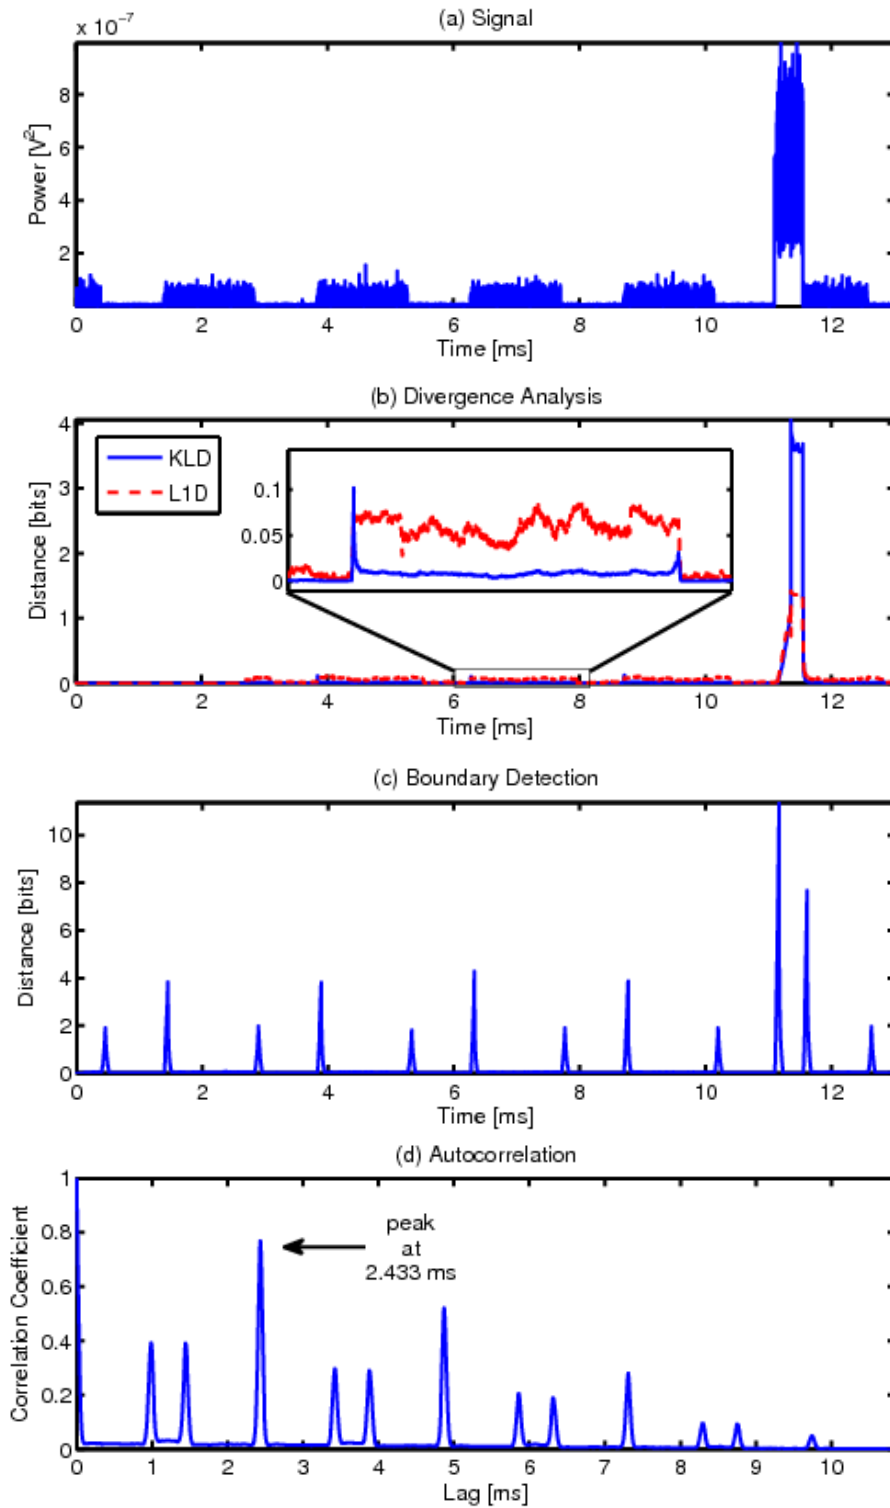 (a) Signal
x 10⁻⁷
8
6
4
2
Power [V²]
0 2 4 6 8 10 12
Time [ms]
(b) Divergence Analysis
4
3
2
1
0
Distance [bits]
KLD
L1D
0.1
0.05
0
0 2 4 6 8 10 12
Time [ms]
(c) Boundary Detection
10
8
6
4
2
0
Distance [bits]
0 2 4 6 8 10 12
Time [ms]
(d) Autocorrelation
1
0.8
0.6
0.4
0.2
0
Correlation Coefficient
peak
at
2.433 ms
0 1 2 3 4 5 6 7 8 9 10
Lag [ms]